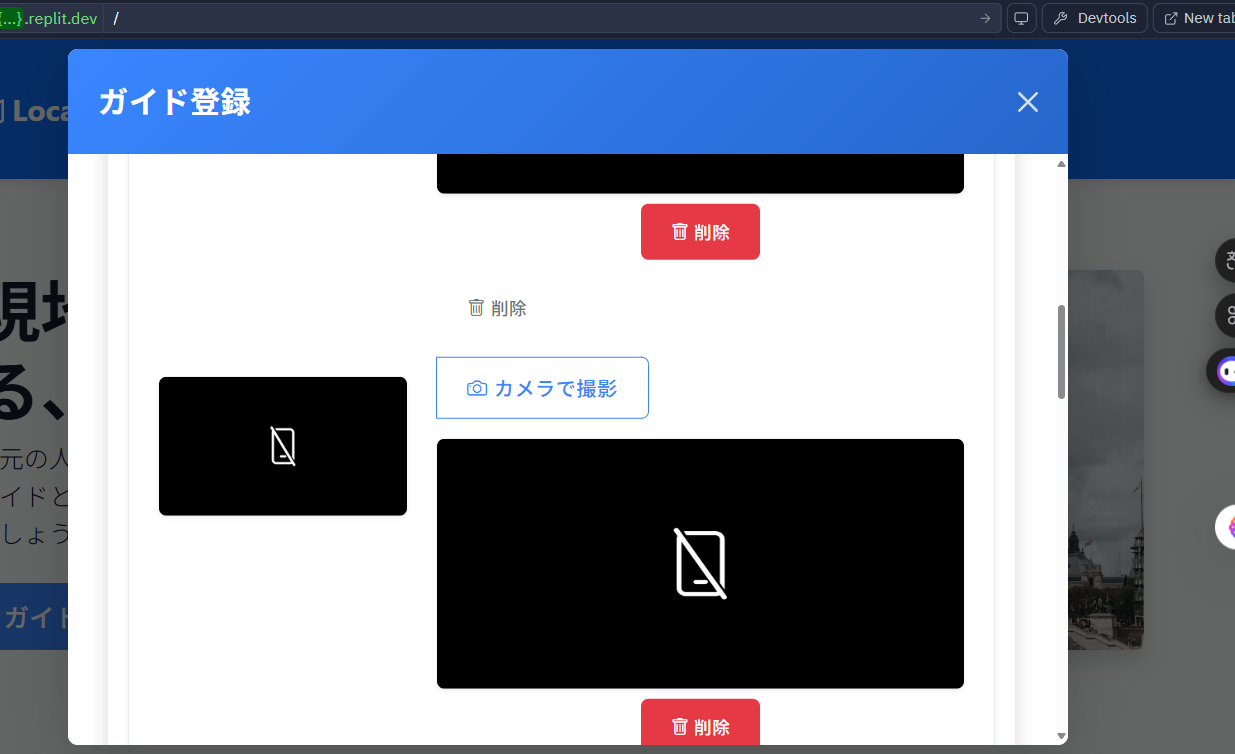 {...}.replit.dev
/
Devtools
New tab
ガイド登録
Loca
削除
削除
カメラで撮影
現地
る、
元の人
イドと
しょう
ガイド
削除